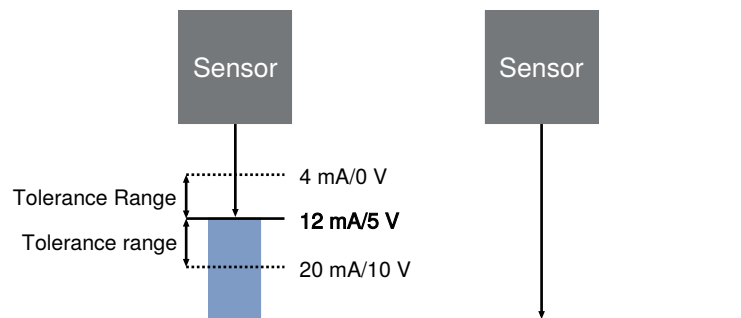 Sensor
Sensor
4 mA/0 V
Tolerance Range
12 mA/5 V
Tolerance range
20 mA/10 V